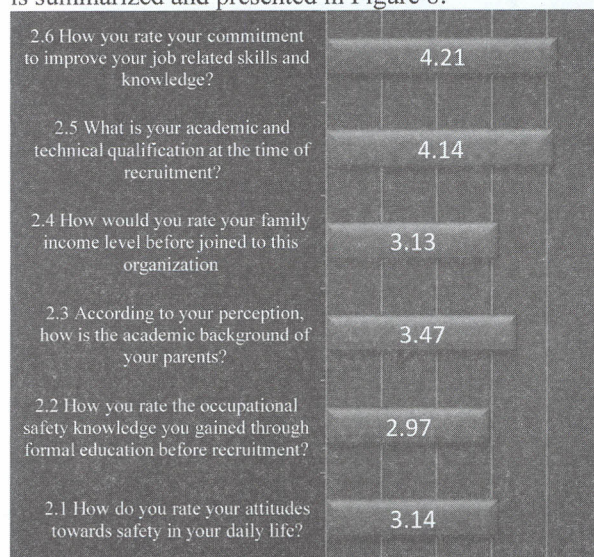 is summarized and presented in Figure 6.
2.6 How you rate your commitment
to improve your job related skills and
knowledge?
4.21
2.5 What is your academic and
technical qualification at the time of
recruitment?
4.14
2.4 How would you rate your family
income level before joined to this
organization
3.13
2.3 According to your perception,
how is the academic background of
your parents?
3.47
2.2 How you rate the occupational
safety knowledge you gained through
formal education before recruitment?
2.97
2.1 How do you rate your attitudes
towards safety in your daily life?
3.14